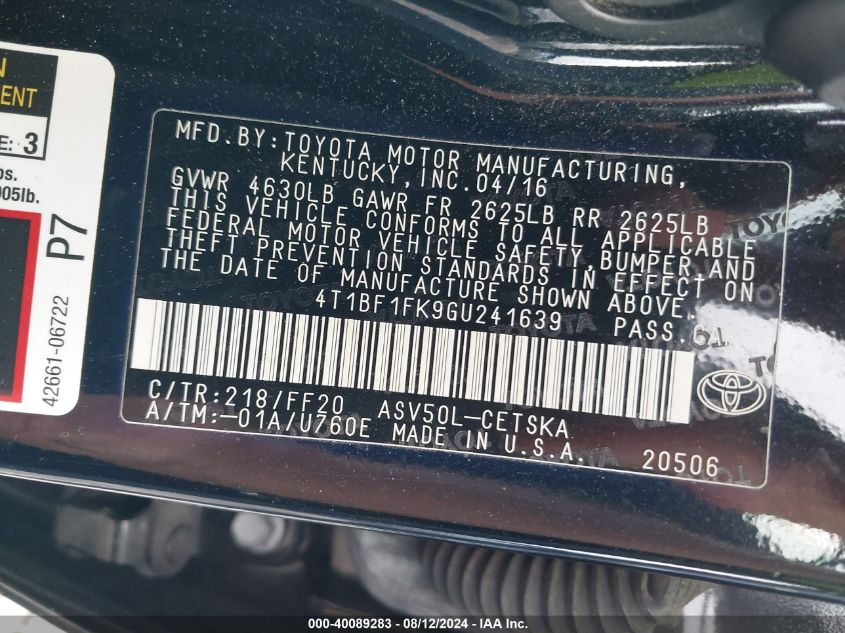 N
ENT
E: 3
os.
005lb.
P7
42661-06722
MFD.BY:TOYOTA MOTOR MANUFACTURING,
KENTUCKY, INC.04/16
GVWR 4630LB GAWR FR 2625LB RR 2625LB
THIS VEHICLE CONFORMS TO ALL APPLICABLE
FEDERAL MOTOR VEHICLE SAFETY,BUMPER,AND
THEFT PREVENTION STANDARDS IN EFFECT ON
THE DATE OF MANUFACTURE SHOWN ABOVE.
4T1BF1FK9GU241639 PASS.
C/TR:218/FF20 ASV50L-CETSKA
A/TM:-01A/U760E MADE IN U.S.A.
20506
000-40089283 - 08/12/2024 - IAA Inc.